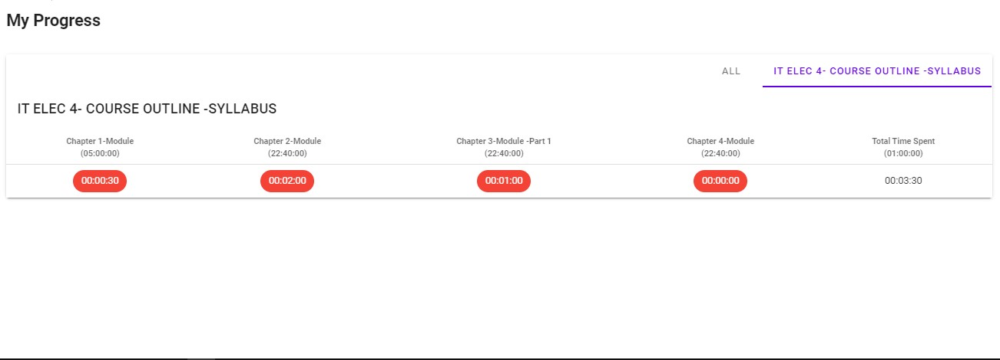 My Progress
ALL
IT ELEC 4- COURSE OUTLINE -SYLLABUS
IT ELEC 4- COURSE OUTLINE -SYLLABUS
Chapter 1-Module
(05:00:00)
Chapter 2-Module
(22:40:00)
Chapter 3-Module -Part 1
(22:40:00)
Chapter 4-Module
(22:40:00)
Total Time Spent
(01:00:00)
00:00:30
00:02:00
00:01:00
00:00:00
00:03:30